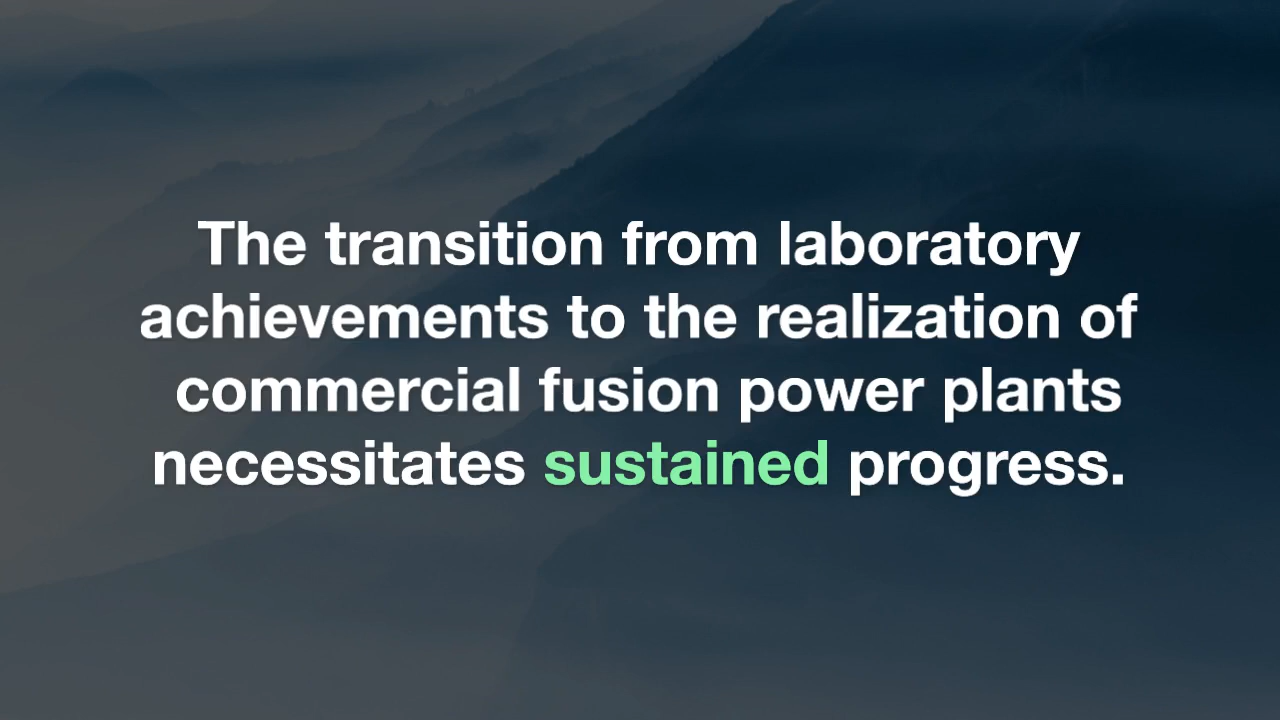 The transition from laboratory
achievements to the realization of
commercial fusion power plants
necessitates sustained progress.